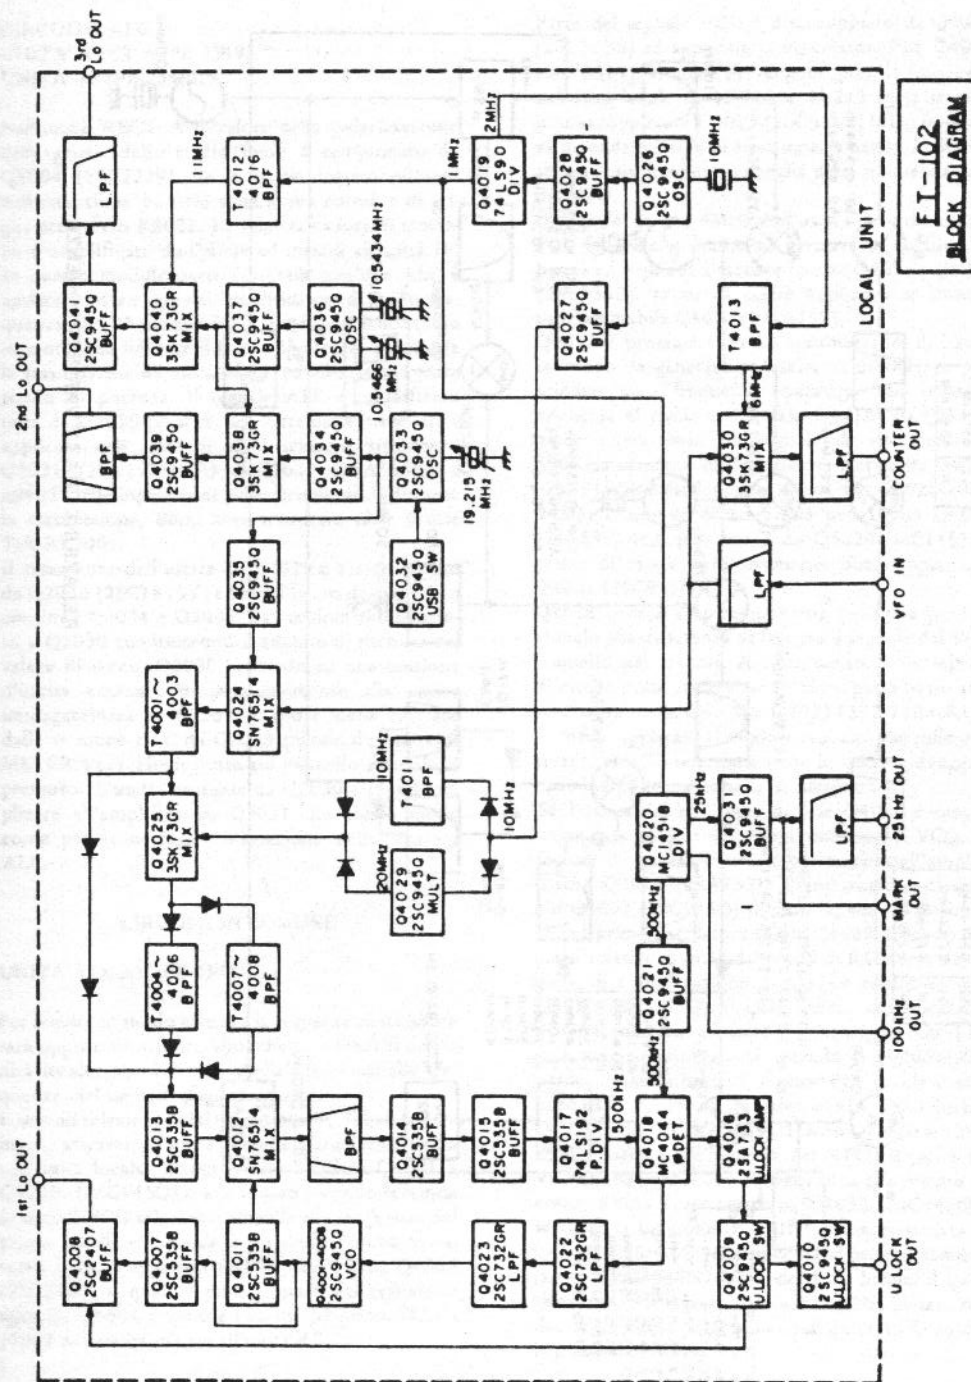 1st Lo OUT
2nd Lo OUT
3rd
Lo OUT
Q4008
2SC2407
BUFF
BPF
LPF
Q4007
2SC535B
BUFF
Q4013
2SC535B
BUFF
T4004~
4006
BPF
Q4025
3SK73GR
MIX
T4001~
4003
BPF
Q4039
2SC945Q
BUFF
Q4041
2SC945Q
BUFF
11MHz
Q4011
2SC535B
BUFF
Q4012
SN76514
MIX
T4007~
4008
BPF
Q4024
SN76514
MIX
Q4035
2SC945Q
BUFF
Q4038
3SK73GR
MIX
Q4040
3SK73GR
MIX
T4012.
4016
BPF
Q4001~4006
2SC945Q
VCO
BPF
Q4034
2SC945Q
BUFF
Q4037
2SC945Q
BUFF
20MHz
110MHz
Q4014
2SC535B
BUFF
Q4029
2SC945Q
MULT
T4011
BPF
Q4032
2SC945Q
USB SW
Q4033
2SC945Q
OSC
Q4036
2SC945Q
OSC
10.5434MHz
10.5466
MHz
1MHz
19.215
MHz
10MHz
Q4023
2SC732GR
LPF
Q4015
2SC535B
BUFF
Q4019
74LS90
DIV
2MHz
Q4022
2SC732GR
LPF
Q4017
74LS192
P.DIV
Q4027
2SC945Q
BUFF
Q4028
2SC945Q
BUFF
500kHz
500kHz
500kHz
Q4018
MC4044
ϕDET
Q4021
2SC945Q
BUFF
Q4020
MC14518
DIV
Q4026
2SC945Q
OSC
25kHz
10MHz
Q4009
2SC945Q
U.LOCK SW
Q4016
2SA733
U.LOCK AMP
Q4031
2SC945Q
BUFF
LPF
Q4030
3SK73GR
MIX
16MHz
T4013
BPF
Q4010
2SC945Q
U.LOCK SW
LPF
LPF
LOCAL UNIT
U.LOCK
OUT
100kHz
OUT
MARK
OUT
25kHz OUT
VFO IN
COUNTER
OUT
FT-102
BLOCK DIAGRAM